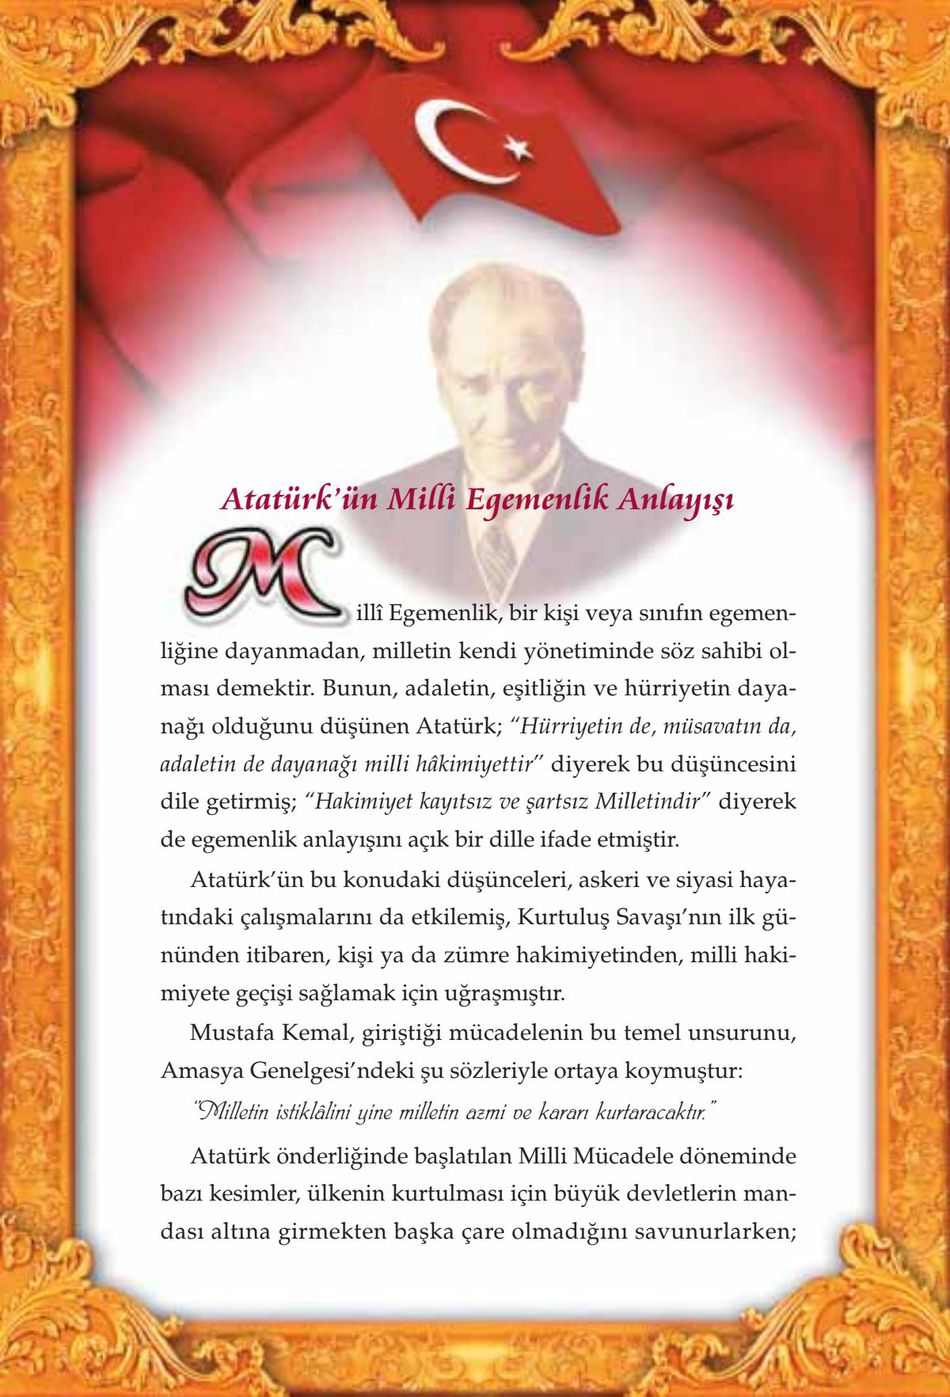 Atatürk’ün Milli Egemenlik Anlayışı
Millî Egemenlik, bir kişi veya sınıfın egemen-
liğine dayanmadan, milletin kendi yönetiminde söz sahibi ol-
ması demektir. Bunun, adaletin, eşitliğin ve hürriyetin daya-
nağı olduğunu düşünen Atatürk; “Hürriyetin de, müsavatın da,
adaletin de dayanağı milli hâkimiyettir” diyerek bu düşüncesini
dile getirmiş; “Hakimiyet kayıtsız ve şartsız Milletindir” diyerek
de egemenlik anlayışını açık bir dille ifade etmiştir.
Atatürk’ün bu konudaki düşünceleri, askeri ve siyasi haya-
tındaki çalışmalarını da etkilemiş, Kurtuluş Savaşı’nın ilk gü-
nünden itibaren, kişi ya da zümre hakimiyetinden, milli haki-
miyete geçişi sağlamak için uğraşmıştır.
Mustafa Kemal, giriştiği mücadelenin bu temel unsurunu,
Amasya Genelgesi’ndeki şu sözleriyle ortaya koymuştur:
“Milletin istiklâlini yine milletin azmi ve kararı kurtaracaktır.”
Atatürk önderliğinde başlatılan Milli Mücadele döneminde
bazı kesimler, ülkenin kurtulması için büyük devletlerin man-
dası altına girmekten başka çare olmadığını savunurlarken;